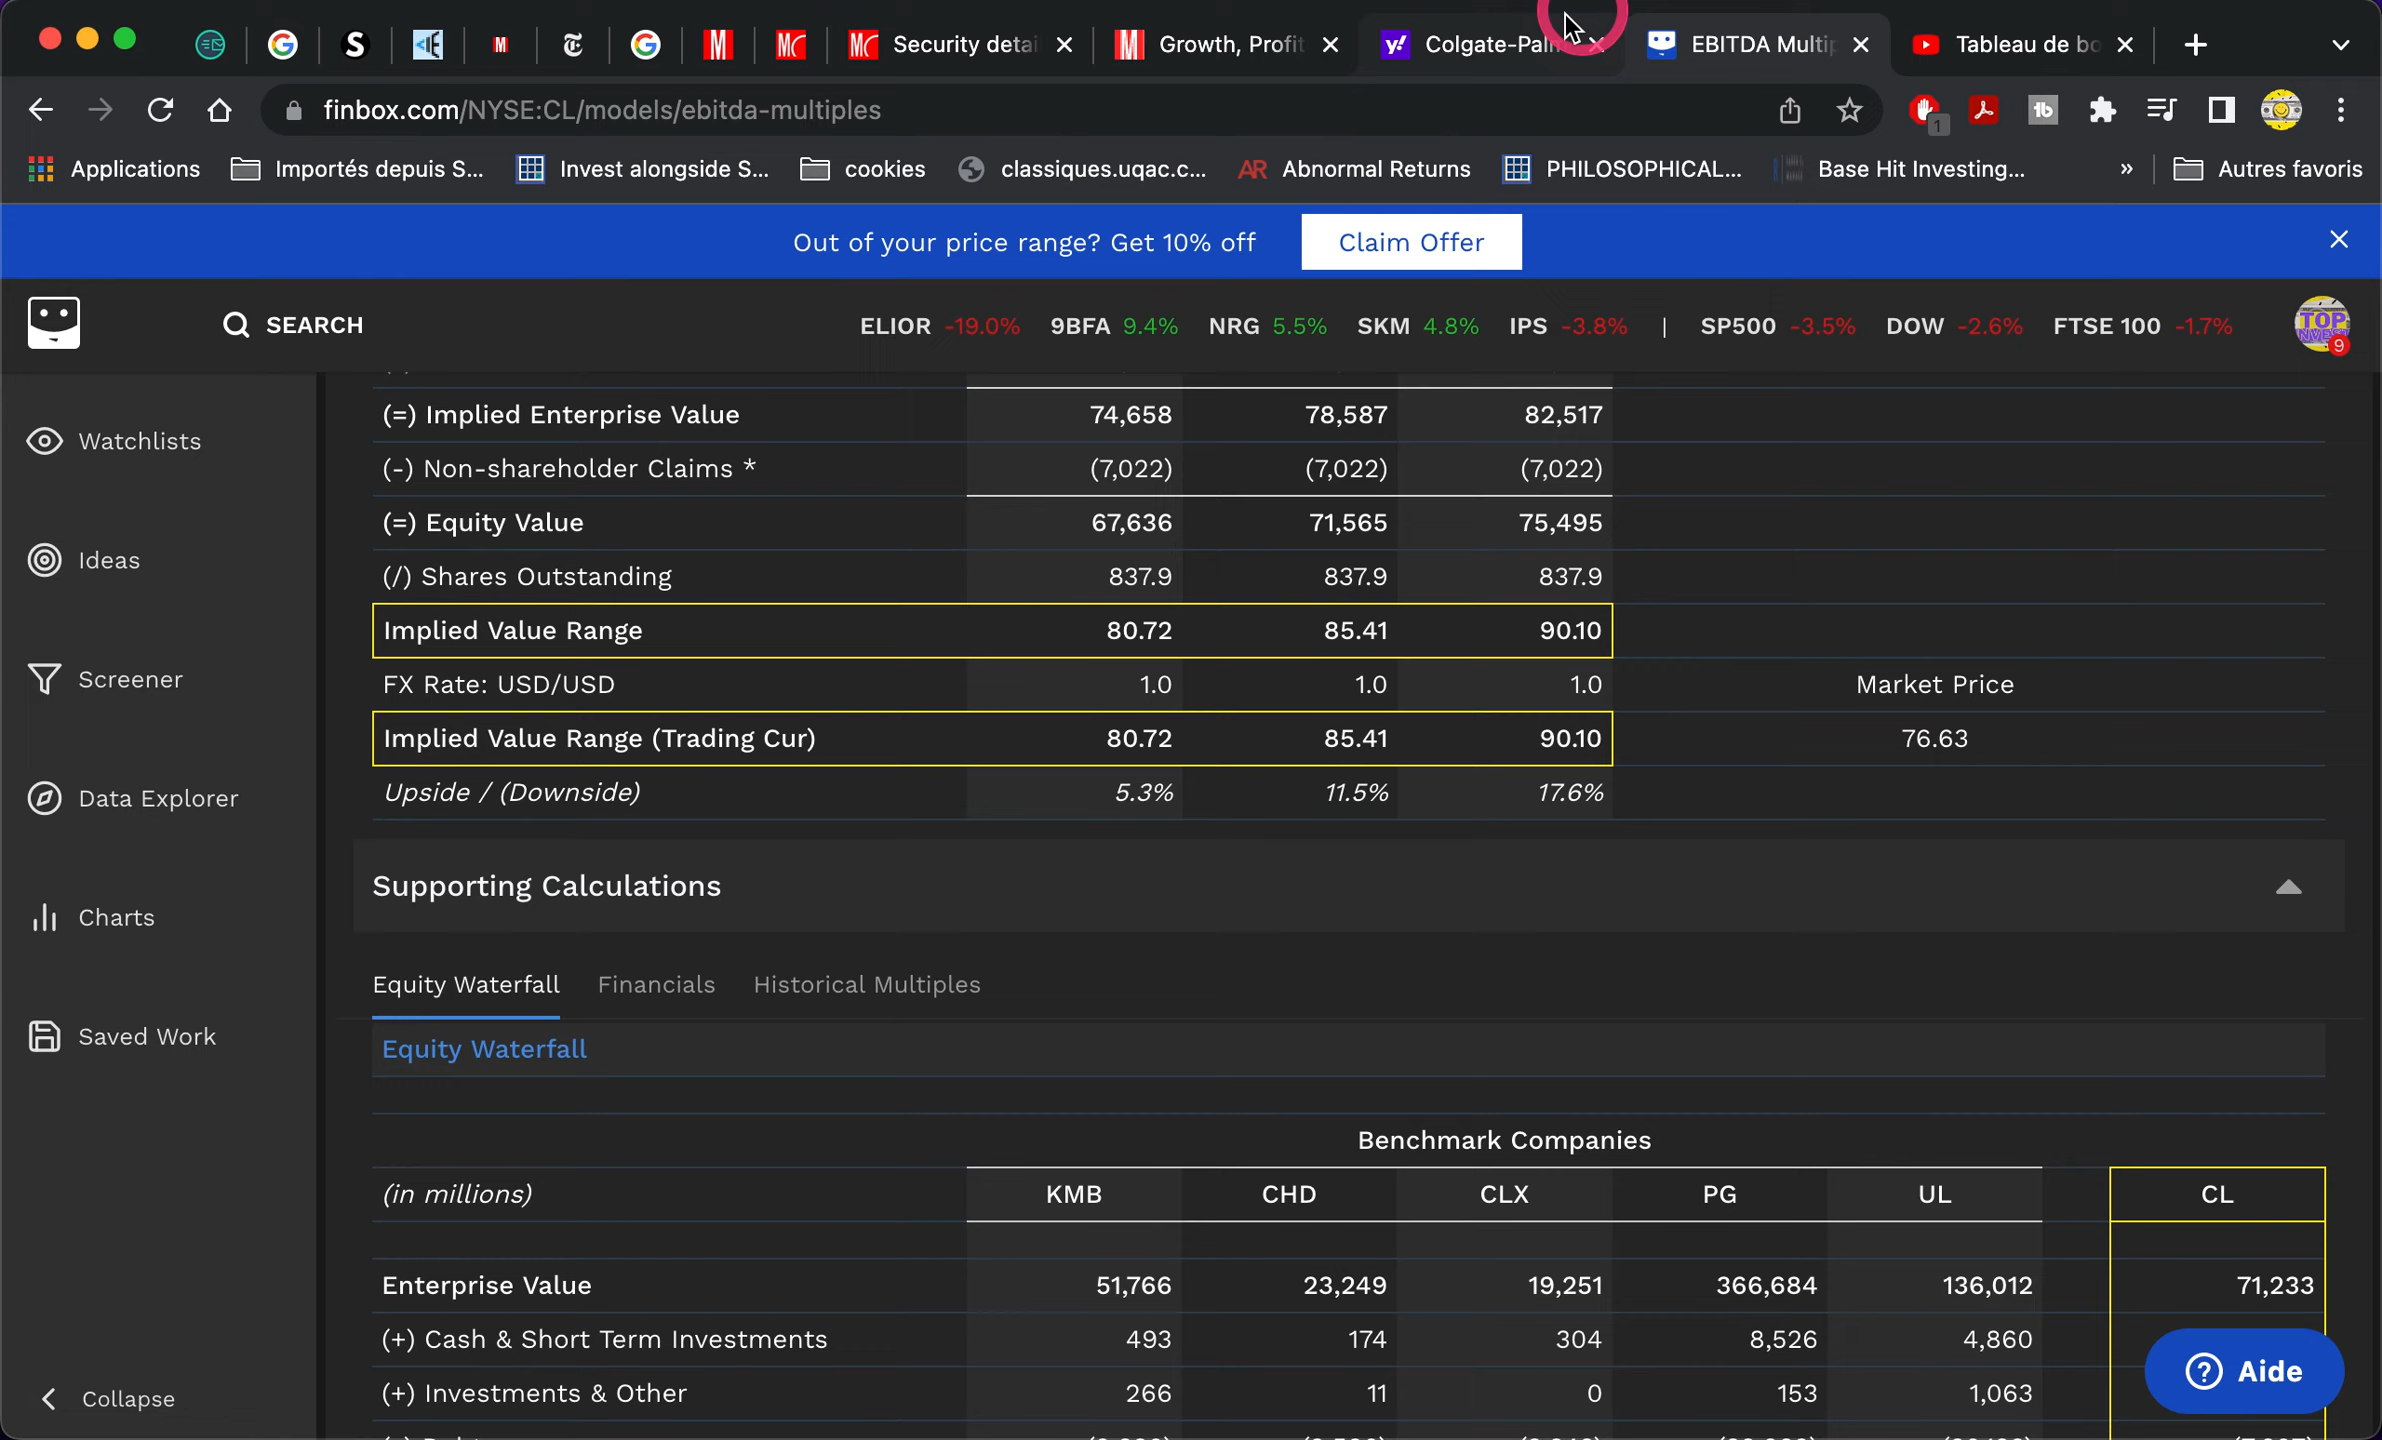 Security detai
Growth, Profit
Colgate-Pal
EBITDA Multip
Tableau de bo
finbox.com/NYSE:CL/models/ebitda-multiples
1
Applications
Importés depuis S...
Invest alongside S...
cookies
classiques.uqac.c...
AR Abnormal Returns
PHILOSOPHICAL...
Base Hit Investing...
»
Autres favoris
Out of your price range? Get 10% off
Claim Offer
SEARCH
ELIOR -19.0% 9BFA 9.4% NRG 5.5% SKM 4.8% IPS -3.8% | SP500 -3.5% DOW -2.6% FTSE 100 -1.7%
TOP
INVEST
9
Watchlists
Ideas
Screener
Data Explorer
Charts
Saved Work
Collapse
(=) Implied Enterprise Value 74,658 78,587 82,517
(-) Non-shareholder Claims * (7,022) (7,022) (7,022)
(=) Equity Value 67,636 71,565 75,495
(/) Shares Outstanding 837.9 837.9 837.9
Implied Value Range 80.72 85.41 90.10
FX Rate: USD/USD 1.0 1.0 1.0 Market Price
Implied Value Range (Trading Cur) 80.72 85.41 90.10 76.63
Upside / (Downside) 5.3% 11.5% 17.6%
Supporting Calculations
Equity Waterfall Financials Historical Multiples
Equity Waterfall
Benchmark Companies
(in millions) KMB CHD CLX PG UL CL
Enterprise Value 51,766 23,249 19,251 366,684 136,012 71,233
(+) Cash & Short Term Investments 493 174 304 8,526 4,860
(+) Investments & Other 266 11 0 153 1,063
Aide